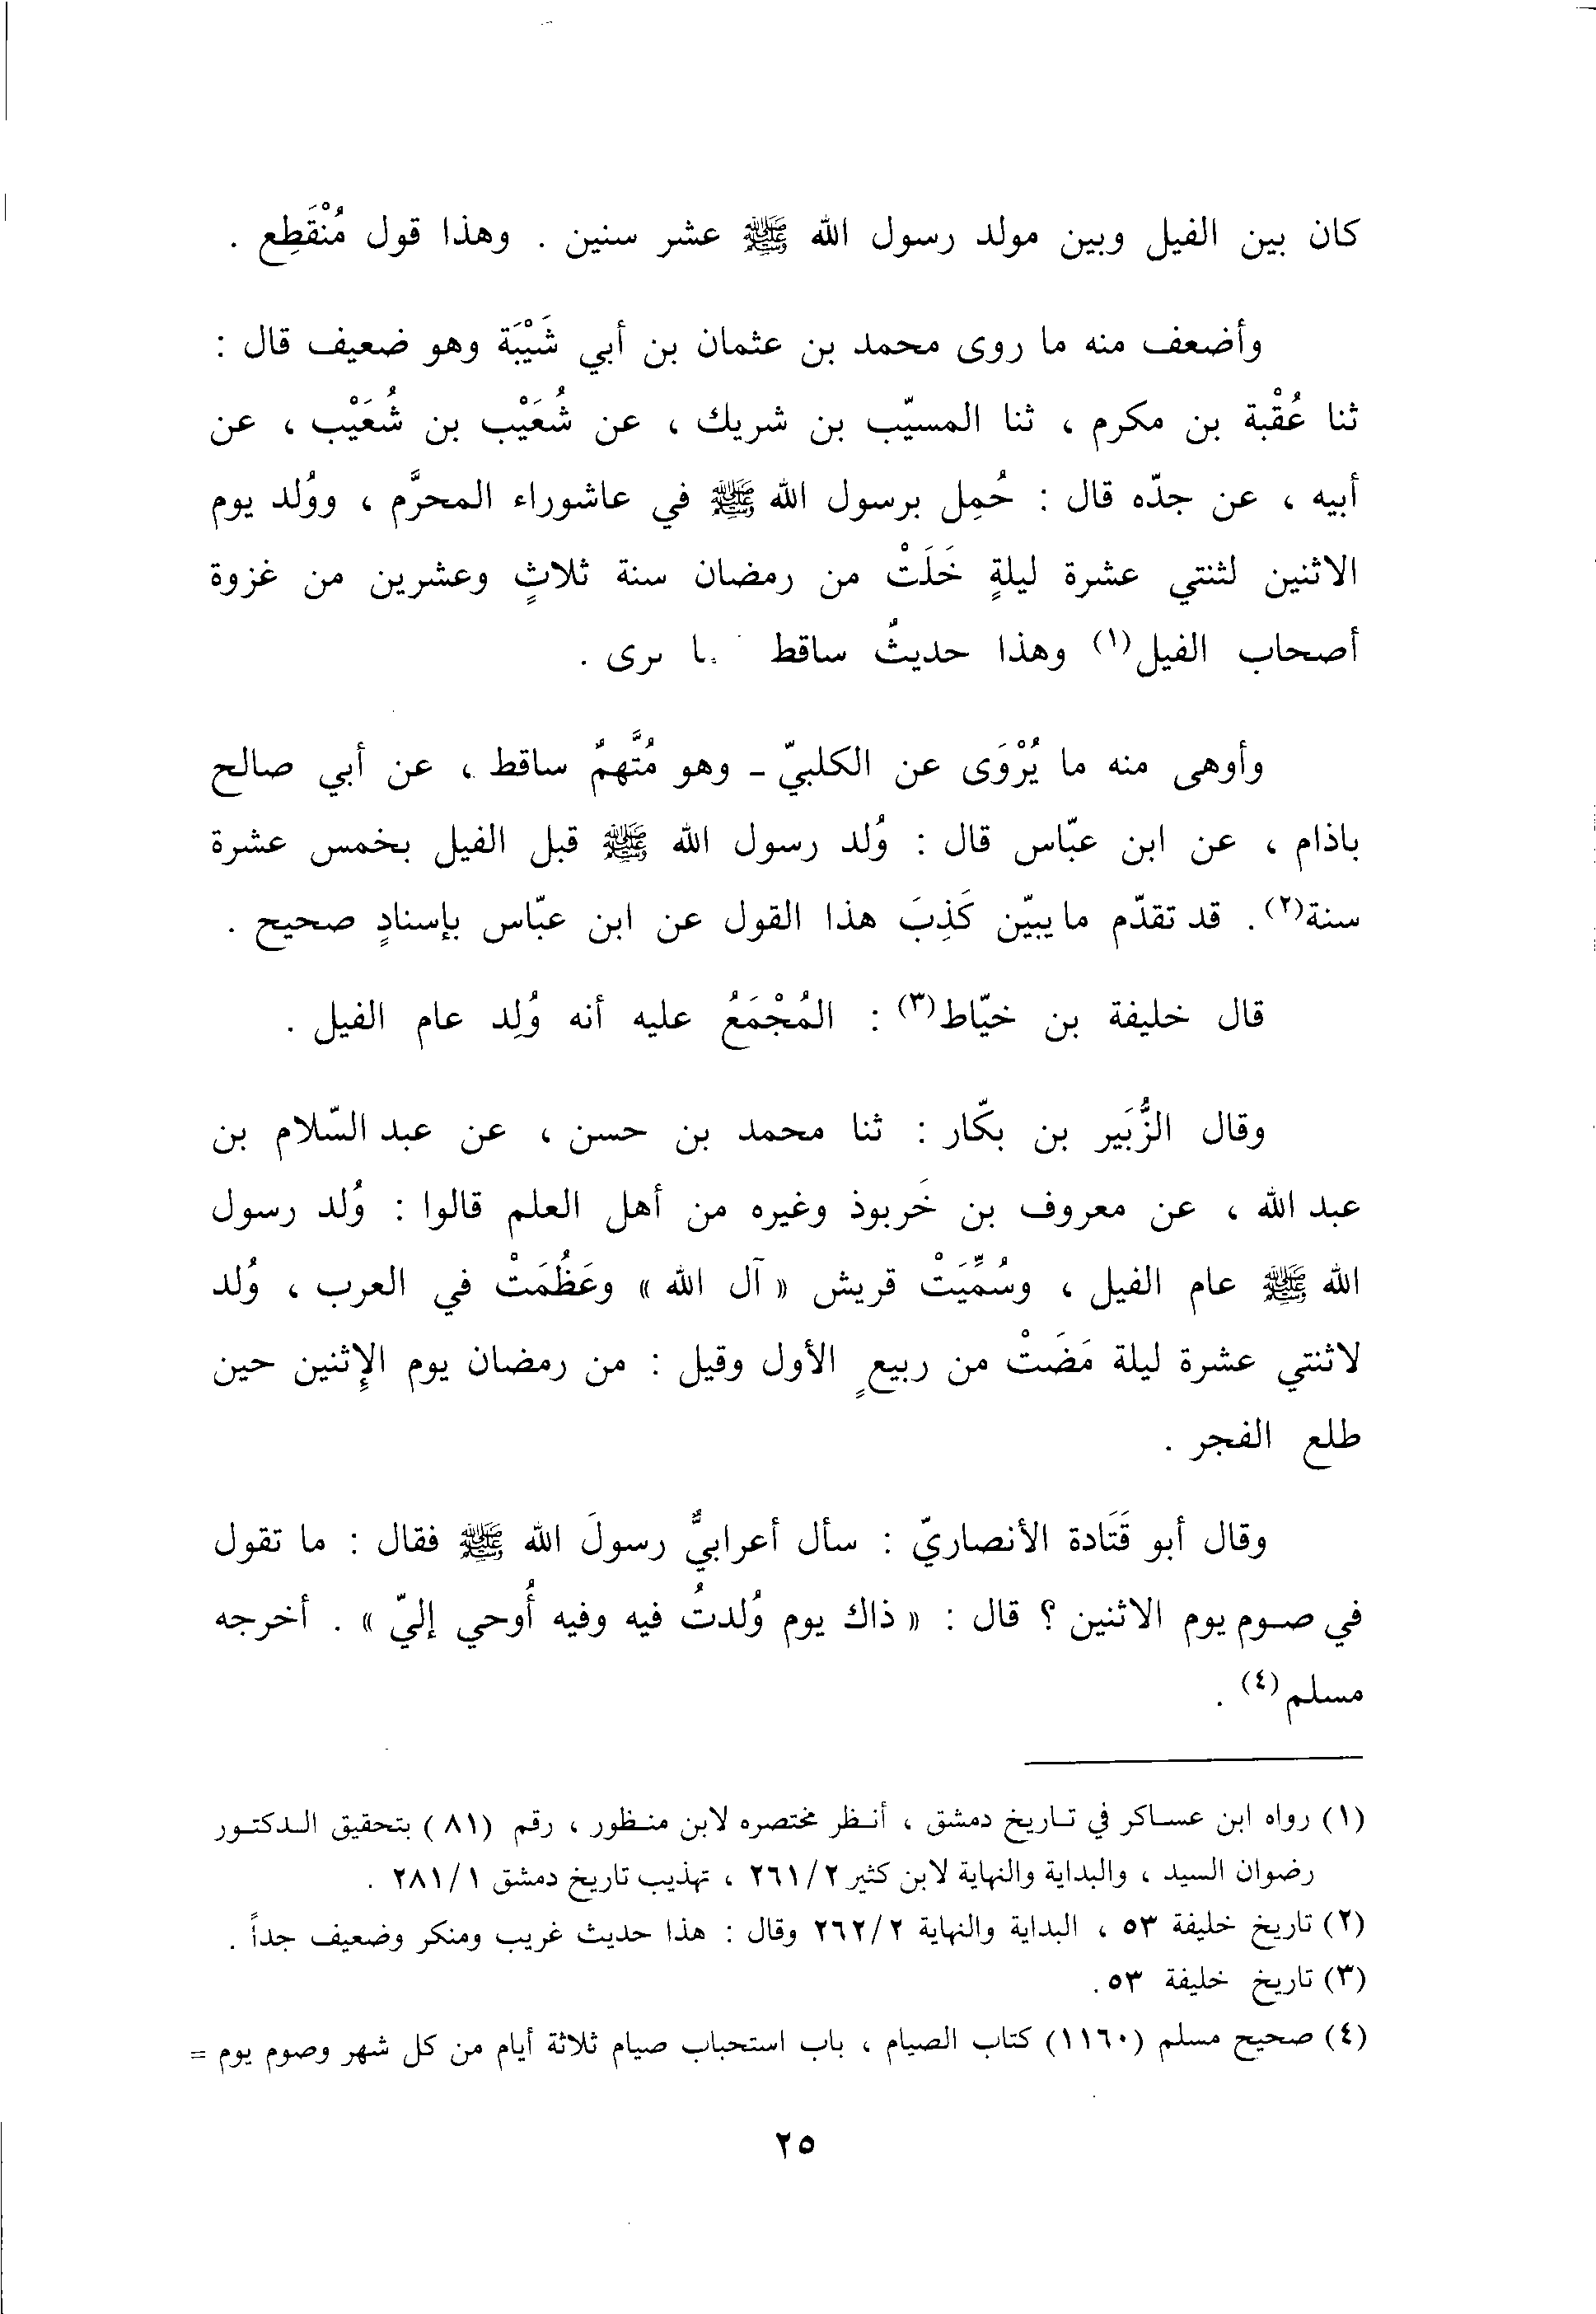 كان بين الفيل وبين مولد رسول الله ﷺ عشر سنين . وهذا قول مُنْقَطِع .
وأضعف منه ما روى محمد بن عثمان بن أبي شَيْبَة وهو ضعيف قال :
ثنا عُقْبة بن مكرم ، ثنا المسيّب بن شريك ، عن شُعَيْب بن شُعَيْب ، عن
أبيه ، عن جدّه قال : حُمِل برسول الله ﷺ في عاشوراء المحرَّم ، ووُلد يوم
الاثنين لثنتي عشرة ليلةٍ خَلَتْ من رمضان سنة ثلاثٍ وعشرين من غزوة
أصحاب الفيل(١) وهذا حديثٌ ساقط
وأوهى منه ما يُرْوَى عن الكلبيّ ـ وهو مُتَّهمٌ ساقط ، عن أبي صالح
باذام ، عن ابن عبّاس قال : وُلد رسول الله ﷺ قبل الفيل بخمس عشرة
سنة(٢) . قد تقدّم ما يبيّن كَذِبَ هذا القول عن ابن عبّاس بإسنادٍ صحيح .
قال خليفة بن خيّاط(٣) : المُجْمَعُ عليه أنه وُلِد عام الفيل .
وقال الزُّبَير بن بكّار : ثنا محمد بن حسن ، عن عبد السّلام بن
عبد الله ، عن معروف بن خَربوذ وغيره من أهل العلم قالوا : وُلد رسول
الله ﷺ عام الفيل ، وسُمِّيَتْ قريش « آل الله » وعَظُمَتْ في العرب ، وُلد
لاثنتي عشرة ليلة مَضَتْ من ربيعٍ الأول وقيل : من رمضان يوم الإثنين حين
طلع الفجر .
وقال أبو قَتَادة الأنصاريّ : سأل أعرابيٌّ رسولَ الله ﷺ فقال : ما تقول
في صوم يوم الاثنين ؟ قال : « ذاك يوم وُلدتُ فيه وفيه أُوحي إليّ » . أخرجه
مسلم(٤) .
(١) رواه ابن عساكر في تاريخ دمشق ، أنظر مختصره لابن منظور ، رقم (٨١) بتحقيق الدكتور
رضوان السيد ، والبداية والنهاية لابن كثير ٢/٢٦١ ، تهذيب تاريخ دمشق ١/٢٨١ .
(٢) تاريخ خليفة ٥٣ ، البداية والنهاية ٢/٢٦٢ وقال : هذا حديث غريب ومنكر وضعيف جداً .
(٣) تاريخ خليفة ٥٣.
(٤) صحيح مسلم (١١٦٠) كتاب الصيام ، باب استحباب صيام ثلاثة أيام من كل شهر وصوم يوم =
٢٥